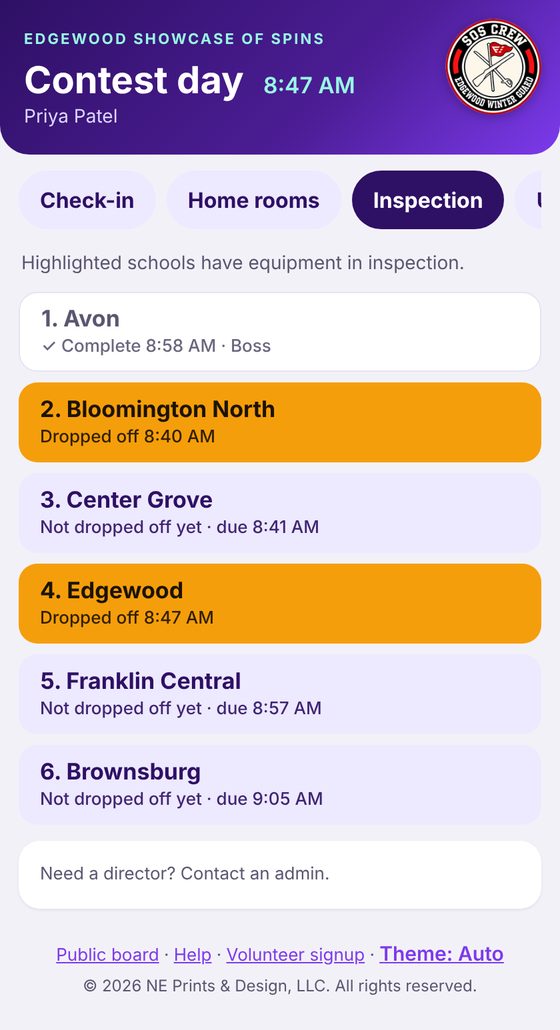 EDGEWOOD SHOWCASE OF SPINS
Contest day 8:47 AM
Priya Patel
SOS CREW
EDGEWOOD WINTER GUARD
Check-in
Home rooms
Inspection
Highlighted schools have equipment in inspection.
1. Avon
✓ Complete 8:58 AM · Boss
2. Bloomington North
Dropped off 8:40 AM
3. Center Grove
Not dropped off yet · due 8:41 AM
4. Edgewood
Dropped off 8:47 AM
5. Franklin Central
Not dropped off yet · due 8:57 AM
6. Brownsburg
Not dropped off yet · due 9:05 AM
Need a director? Contact an admin.
Public board · Help · Volunteer signup · Theme: Auto
© 2026 NE Prints & Design, LLC. All rights reserved.